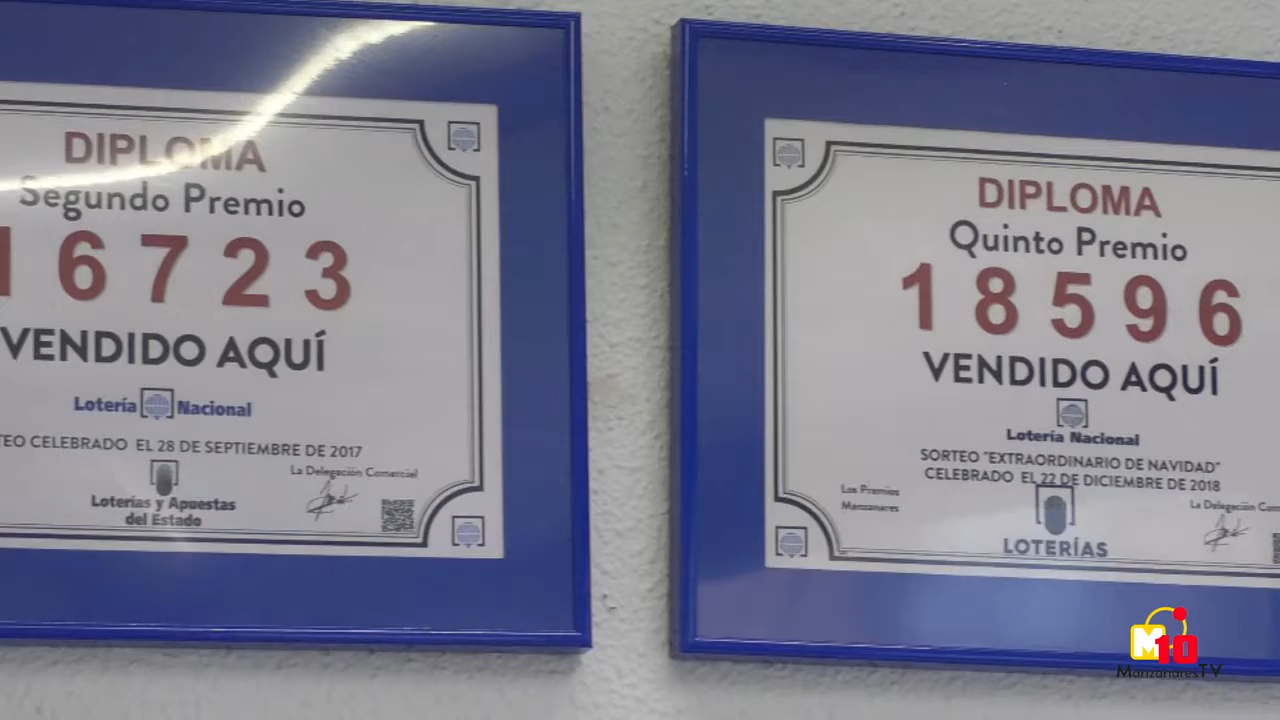 DIPLOMA
Segundo Premio
16723
VENDIDO AQUÍ
Lotería Nacional
TEO CELEBRADO EL 28 DE SEPTIEMBRE DE 2017
La Delegación Comercial
Loterías y Apuestas
del Estado
DIPLOMA
Quinto Premio
18596
VENDIDO AQUÍ
Lotería Nacional
SORTEO "EXTRAORDINARIO DE NAVIDAD"
CELEBRADO EL 22 DE DICIEMBRE DE 2018
Los Premios
Manzanares
La Delegación Com
LOTERÍAS
M10
ManzanaresTV